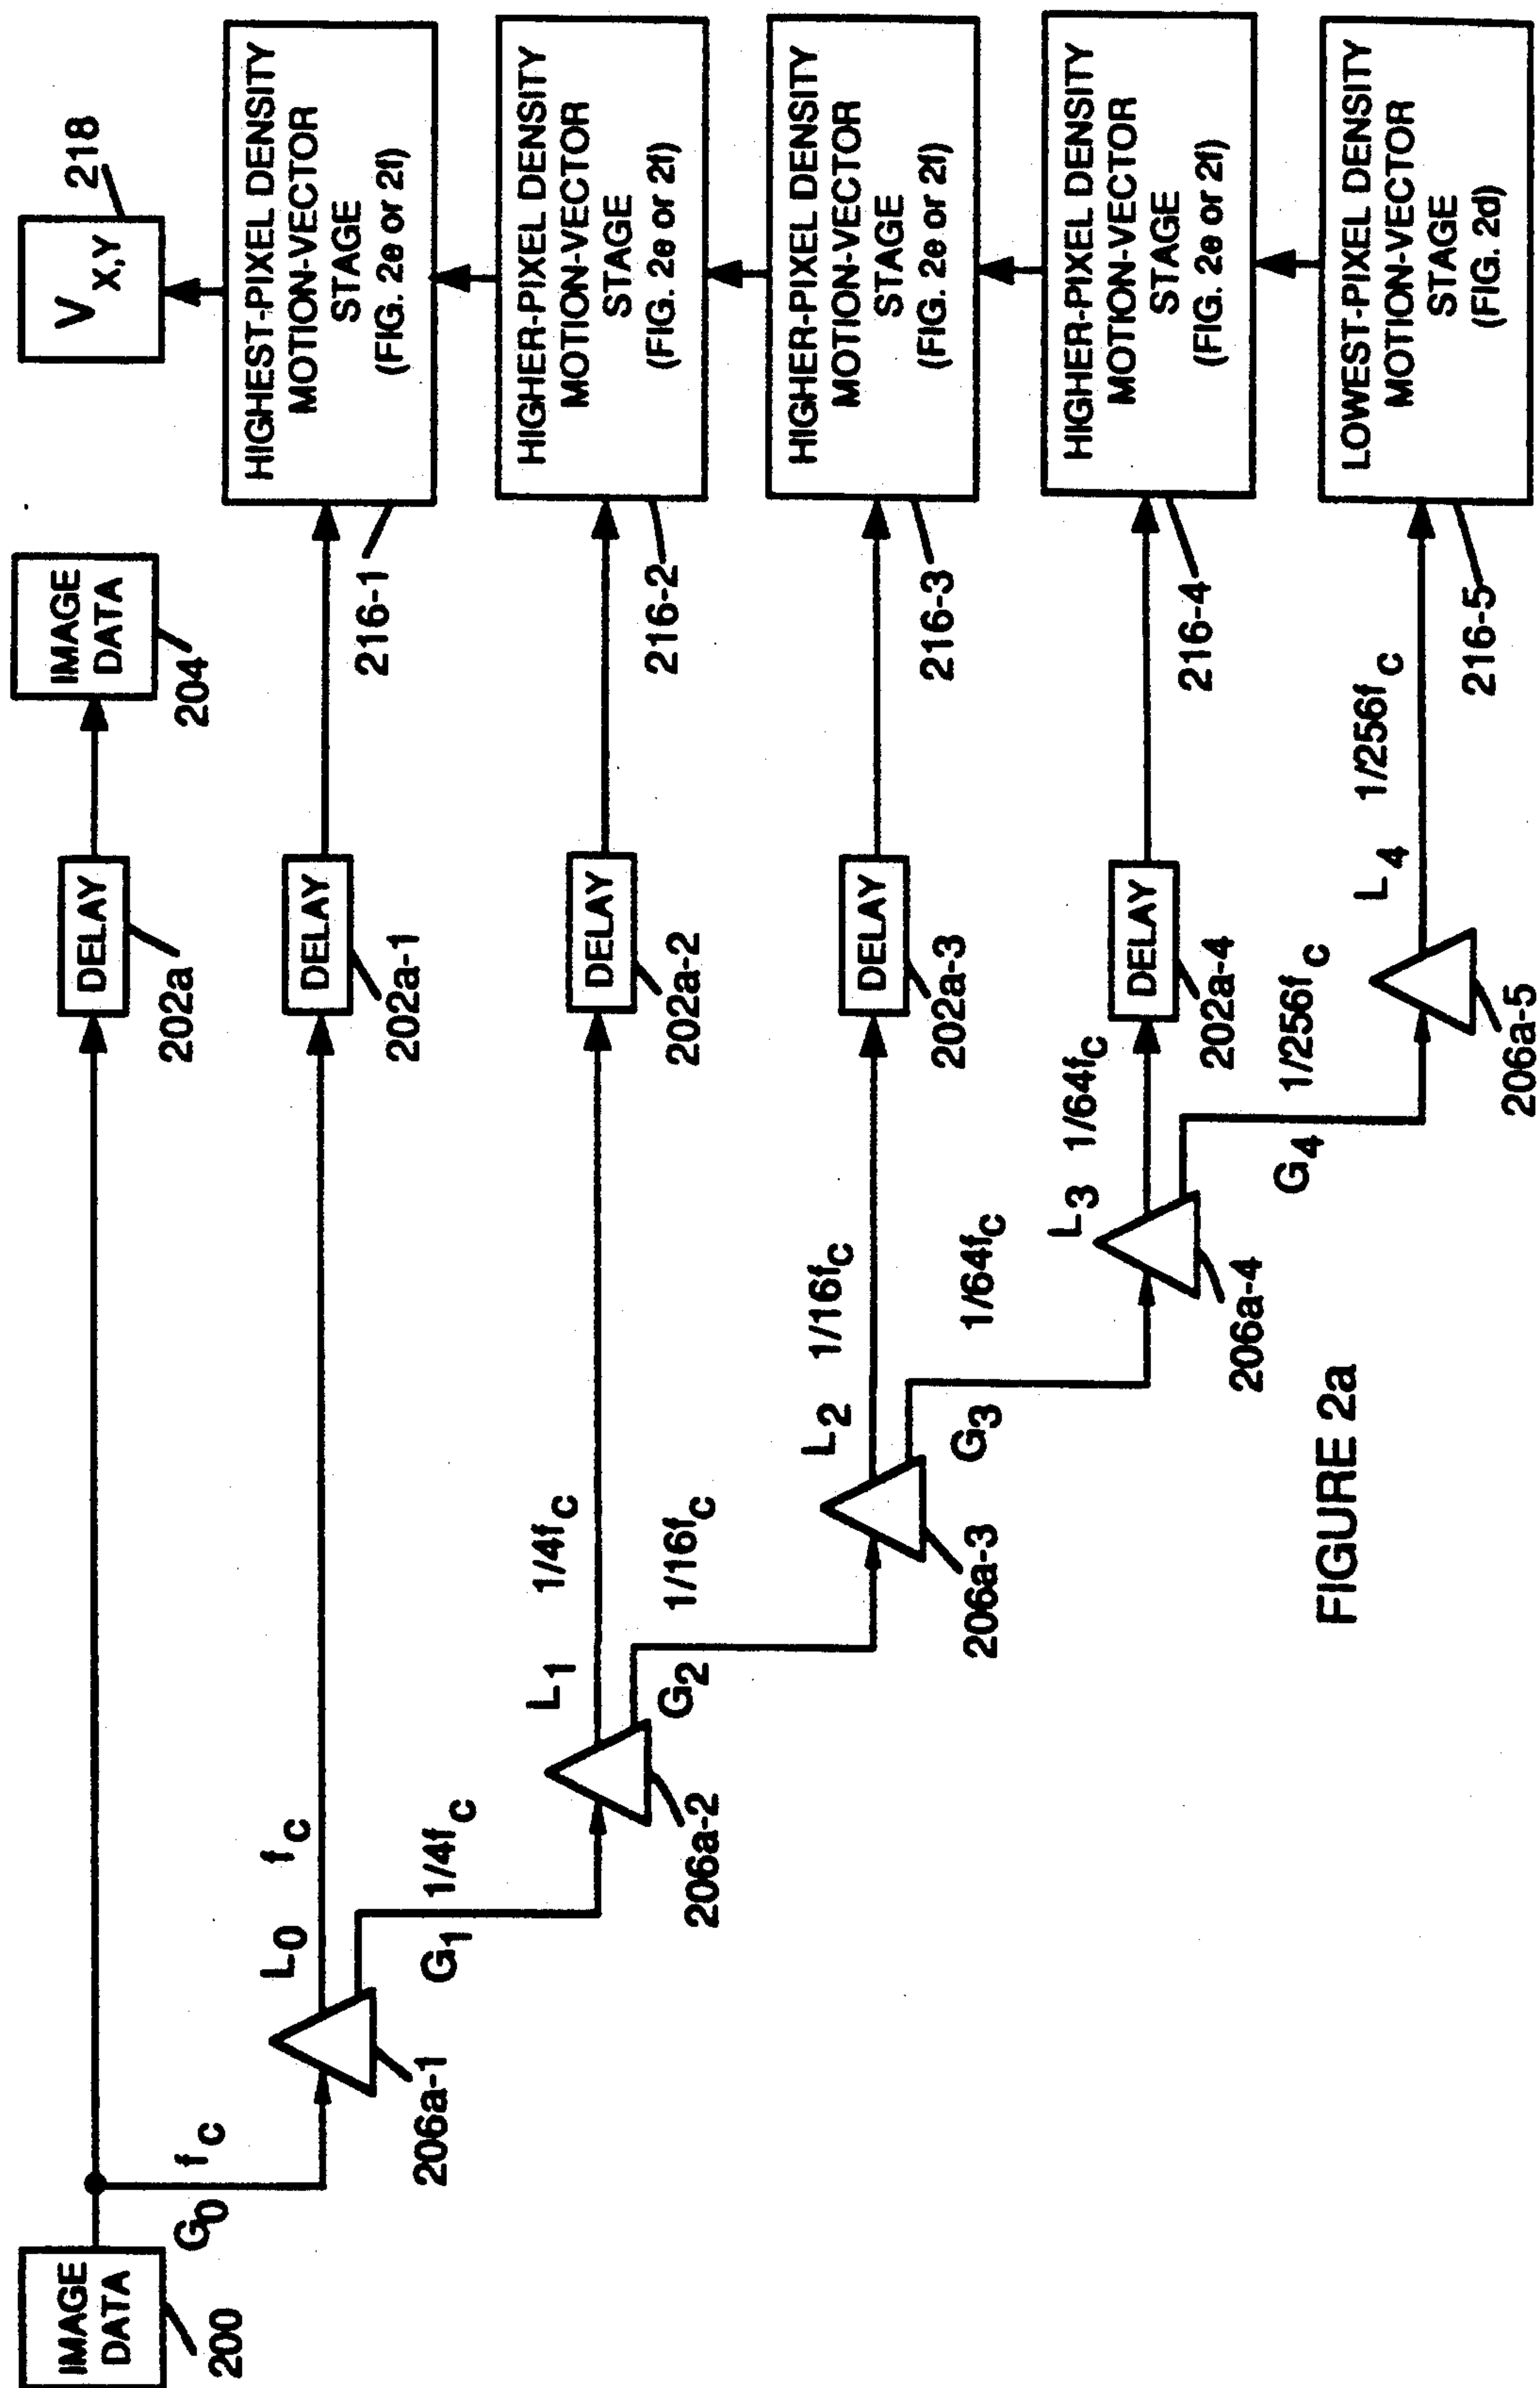 IMAGE
DATA
200
G0
fc
DELAY
202a
IMAGE
DATA
204
VX,Y
218
206a-1
L0
fc
DELAY
202a-1
216-1
HIGHEST-PIXEL DENSITY
MOTION-VECTOR
STAGE
(FIG. 2e or 2f)
G1
1/4fc
206a-2
L1
1/4fc
DELAY
202a-2
216-2
HIGHER-PIXEL DENSITY
MOTION-VECTOR
STAGE
(FIG. 2e or 2f)
G2
1/16fc
206a-3
L2
1/16fc
DELAY
202a-3
216-3
HIGHER-PIXEL DENSITY
MOTION-VECTOR
STAGE
(FIG. 2e or 2f)
G3
1/64fc
206a-4
L3
1/64fc
DELAY
202a-4
216-4
HIGHER-PIXEL DENSITY
MOTION-VECTOR
STAGE
(FIG. 2e or 2f)
G4
1/256fc
206a-5
L4
1/256fc
216-5
LOWEST-PIXEL DENSITY
MOTION-VECTOR
STAGE
(FIG. 2d)
FIGURE 2a